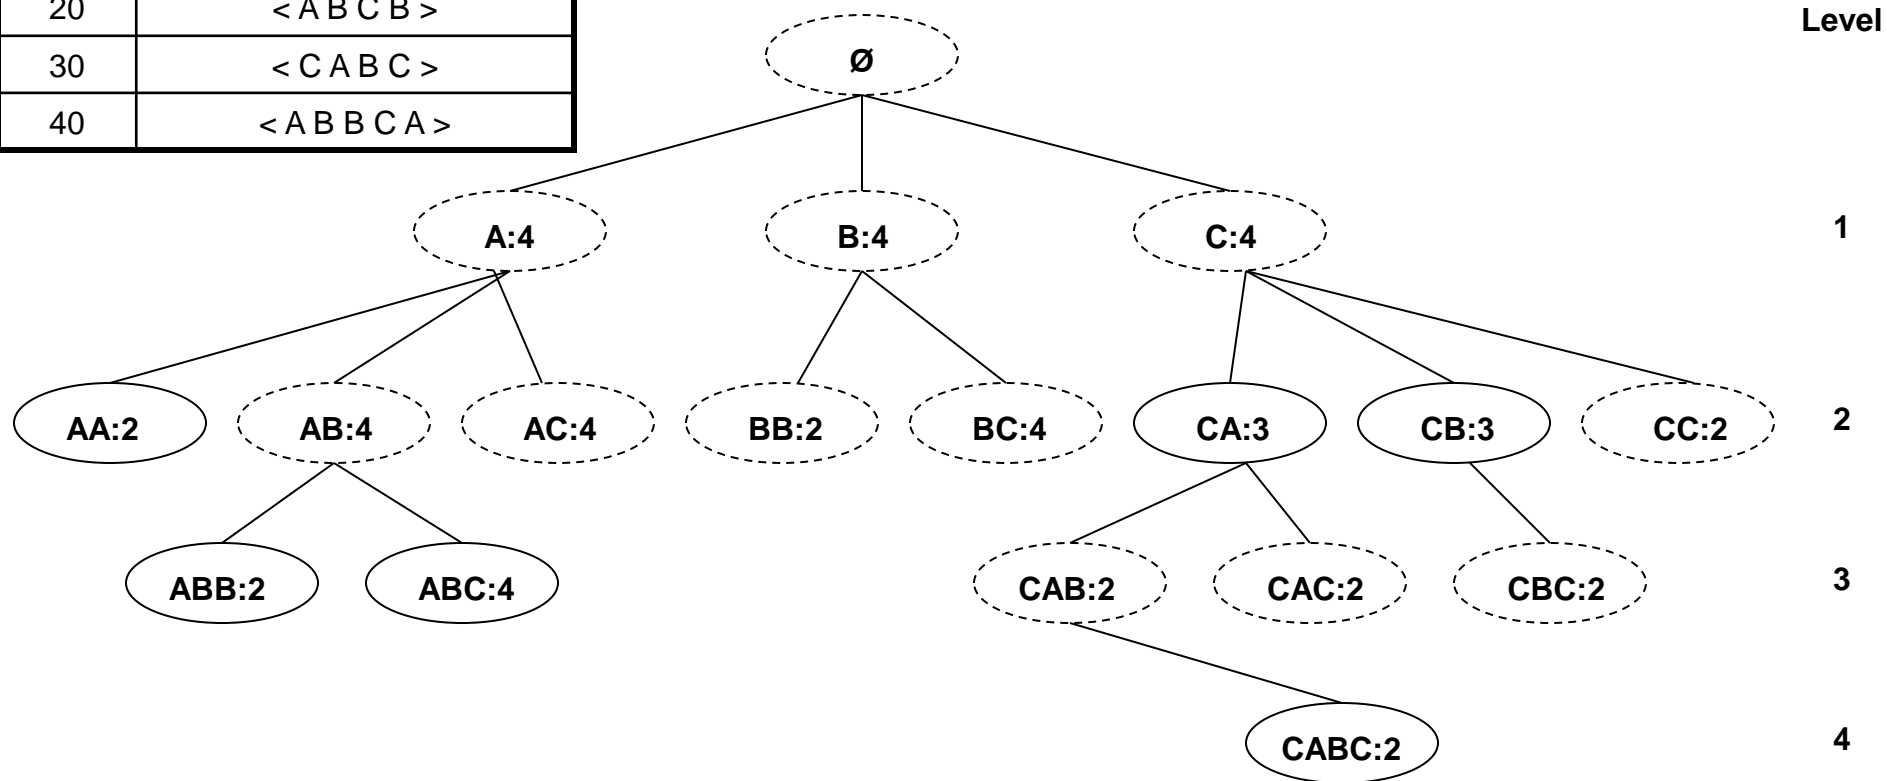 20 < A B C B >
30 < C A B C >
40 < A B B C A >
Level
Ø
A:4 B:4 C:4 1
AA:2 AB:4 AC:4 BB:2 BC:4 CA:3 CB:3 CC:2 2
ABB:2 ABC:4 CAB:2 CAC:2 CBC:2 3
CABC:2 4